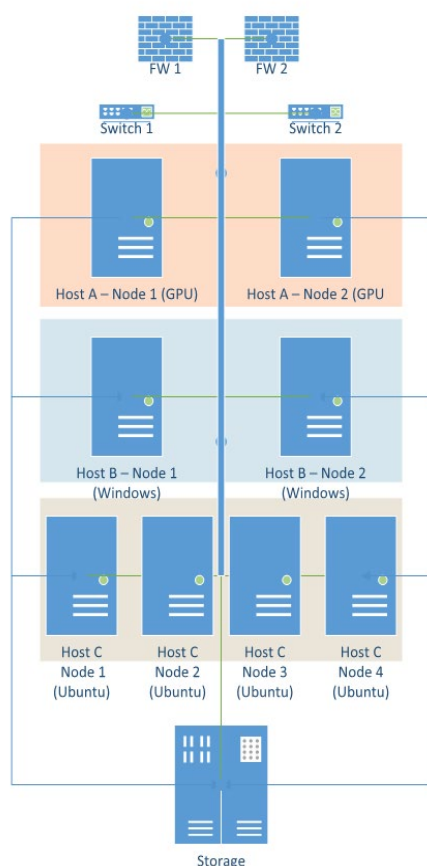 FW 1
FW 2
Switch 1
Switch 2
Host A – Node 1 (GPU)
Host A – Node 2 (GPU
Host B – Node 1
(Windows)
Host B – Node 2
(Windows)
Host C
Node 1
(Ubuntu)
Host C
Node 2
(Ubuntu)
Host C
Node 3
(Ubuntu)
Host C
Node 4
(Ubuntu)
Storage